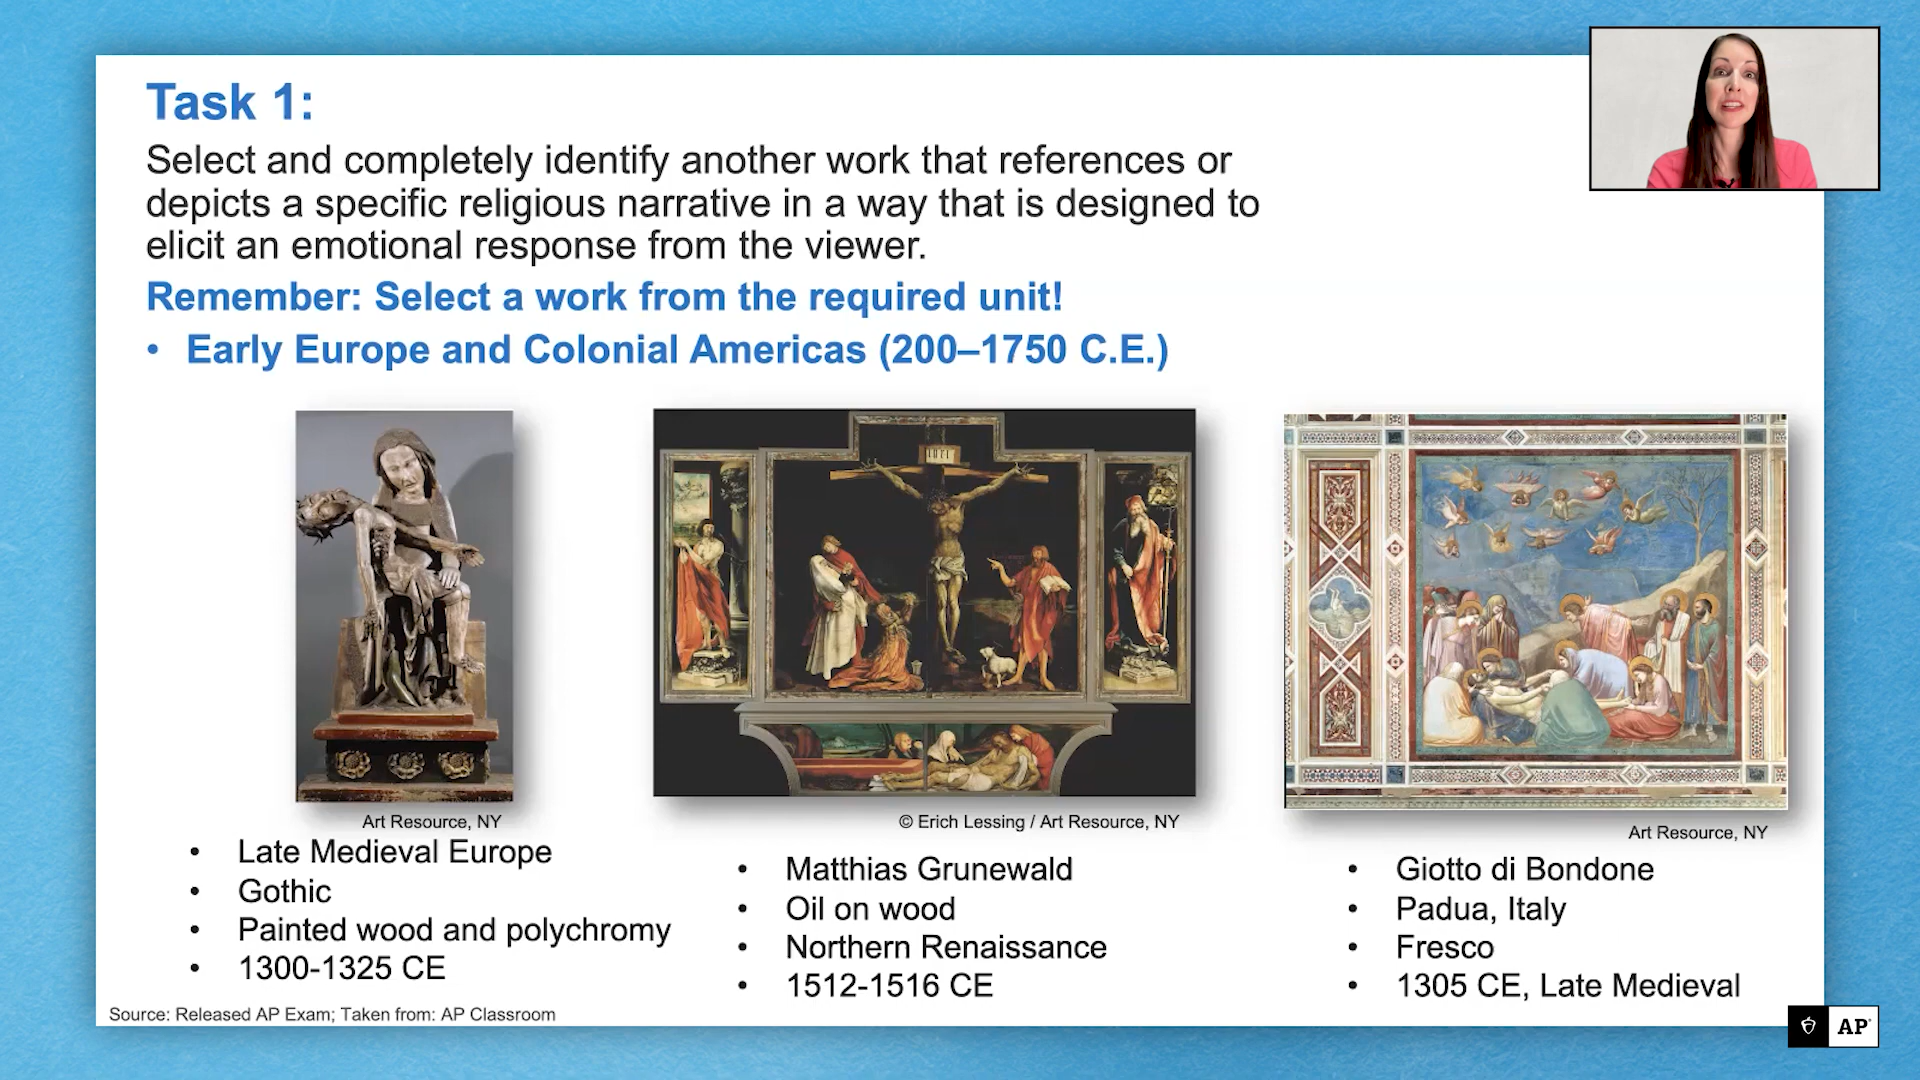 Task 1:
Select and completely identify another work that references or
depicts a specific religious narrative in a way that is designed to
elicit an emotional response from the viewer.
Remember: Select a work from the required unit!
• Early Europe and Colonial Americas (200–1750 C.E.)
Art Resource, NY
• Late Medieval Europe
• Gothic
• Painted wood and polychromy
• 1300-1325 CE
INRI
© Erich Lessing / Art Resource, NY
• Matthias Grunewald
• Oil on wood
• Northern Renaissance
• 1512-1516 CE
Art Resource, NY
• Giotto di Bondone
• Padua, Italy
• Fresco
• 1305 CE, Late Medieval
Source: Released AP Exam; Taken from: AP Classroom
AP